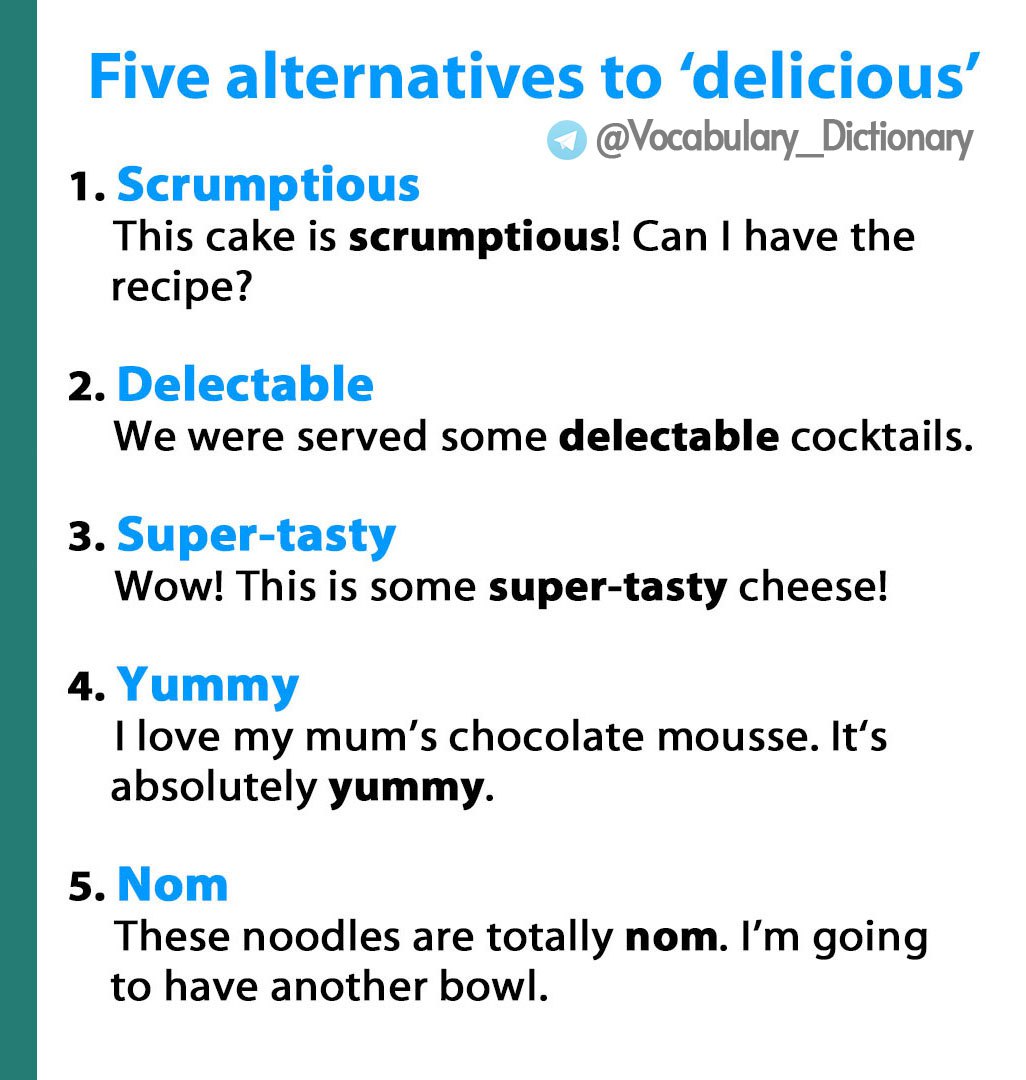 Five alternatives to ‘delicious’
@Vocabulary_Dictionary
1. Scrumptious
This cake is scrumptious! Can I have the
recipe?
2. Delectable
We were served some delectable cocktails.
3. Super-tasty
Wow! This is some super-tasty cheese!
4. Yummy
I love my mum’s chocolate mousse. It‘s
absolutely yummy.
5. Nom
These noodles are totally nom. I’m going
to have another bowl.